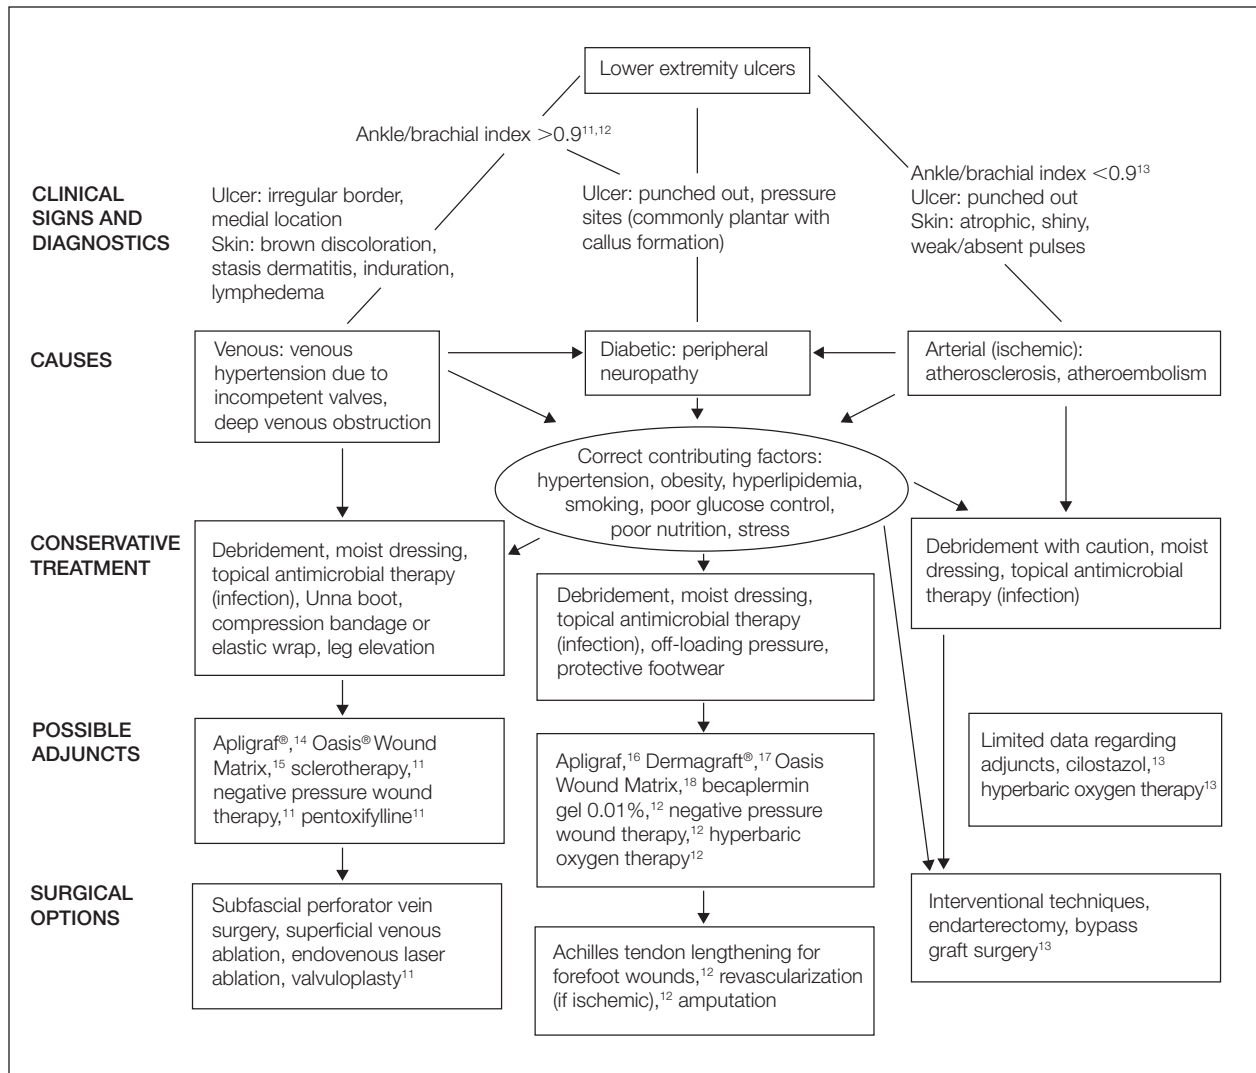 Lower extremity ulcers
Ankle/brachial index >0.9¹¹,¹²
CLINICAL
SIGNS AND
DIAGNOSTICS
Ulcer: irregular border,
medial location
Skin: brown discoloration,
stasis dermatitis, induration,
lymphedema
Ulcer: punched out, pressure
sites (commonly plantar with
callus formation)
Ankle/brachial index <0.9¹³
Ulcer: punched out
Skin: atrophic, shiny,
weak/absent pulses
CAUSES
Venous: venous
hypertension due to
incompetent valves,
deep venous obstruction
Diabetic: peripheral
neuropathy
Arterial (ischemic):
atherosclerosis, atheroembolism
Correct contributing factors:
hypertension, obesity, hyperlipidemia,
smoking, poor glucose control,
poor nutrition, stress
CONSERVATIVE
TREATMENT
Debridement, moist dressing,
topical antimicrobial therapy
(infection), Unna boot,
compression bandage or
elastic wrap, leg elevation
Debridement, moist dressing,
topical antimicrobial therapy
(infection), off-loading pressure,
protective footwear
Debridement with caution, moist
dressing, topical antimicrobial
therapy (infection)
POSSIBLE
ADJUNCTS
Apligraf®,¹⁴ Oasis® Wound
Matrix,¹⁵ sclerotherapy,¹¹
negative pressure wound
therapy,¹¹ pentoxifylline¹¹
Apligraf,¹⁶ Dermagraft®,¹⁷ Oasis
Wound Matrix,¹⁸ becaplermin
gel 0.01%,¹² negative pressure
wound therapy,¹² hyperbaric
oxygen therapy¹²
Limited data regarding
adjuncts, cilostazol,¹³
hyperbaric oxygen therapy¹³
SURGICAL
OPTIONS
Subfascial perforator vein
surgery, superficial venous
ablation, endovenous laser
ablation, valvuloplasty¹¹
Achilles tendon lengthening for
forefoot wounds,¹² revascularization
(if ischemic),¹² amputation
Interventional techniques,
endarterectomy, bypass
graft surgery¹³